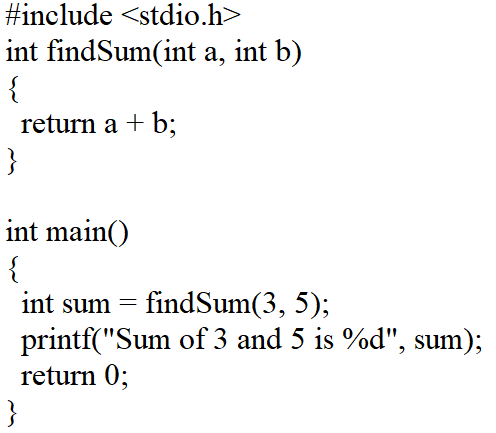 #include <stdio.h>
int findSum(int a, int b)
{
  return a + b;
}

int main()
{
  int sum = findSum(3, 5);
  printf("Sum of 3 and 5 is %d", sum);
  return 0;
}